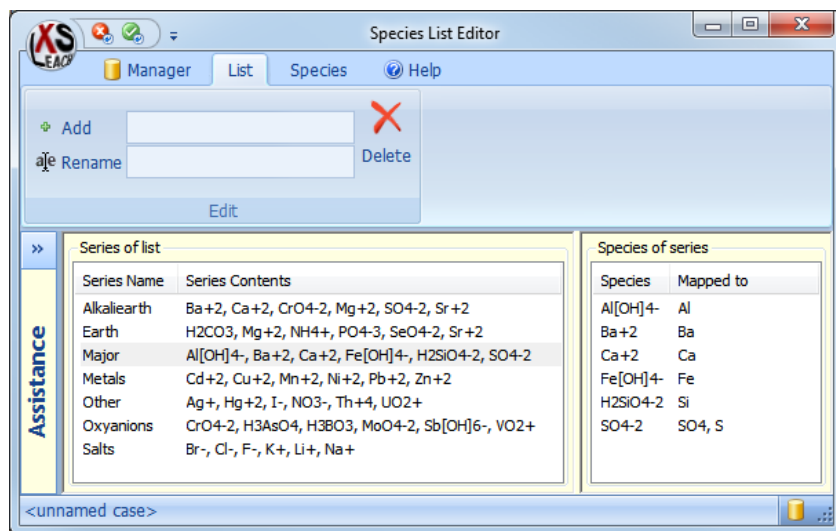 XS
LEACH
Species List Editor
Manager List Species Help
Add
Rename
Delete
Edit
Assistance
Series of list
Series Name Series Contents
Alkaliearth Ba+2, Ca+2, CrO4-2, Mg+2, SO4-2, Sr+2
Earth H2CO3, Mg+2, NH4+, PO4-3, SeO4-2, Sr+2
Major Al[OH]4-, Ba+2, Ca+2, Fe[OH]4-, H2SiO4-2, SO4-2
Metals Cd+2, Cu+2, Mn+2, Ni+2, Pb+2, Zn+2
Other Ag+, Hg+2, I-, NO3-, Th+4, UO2+
Oxyanions CrO4-2, H3AsO4, H3BO3, MoO4-2, Sb[OH]6-, VO2+
Salts Br-, Cl-, F-, K+, Li+, Na+
Species of series
Species Mapped to
Al[OH]4- Al
Ba+2 Ba
Ca+2 Ca
Fe[OH]4- Fe
H2SiO4-2 Si
SO4-2 SO4, S
<unnamed case>